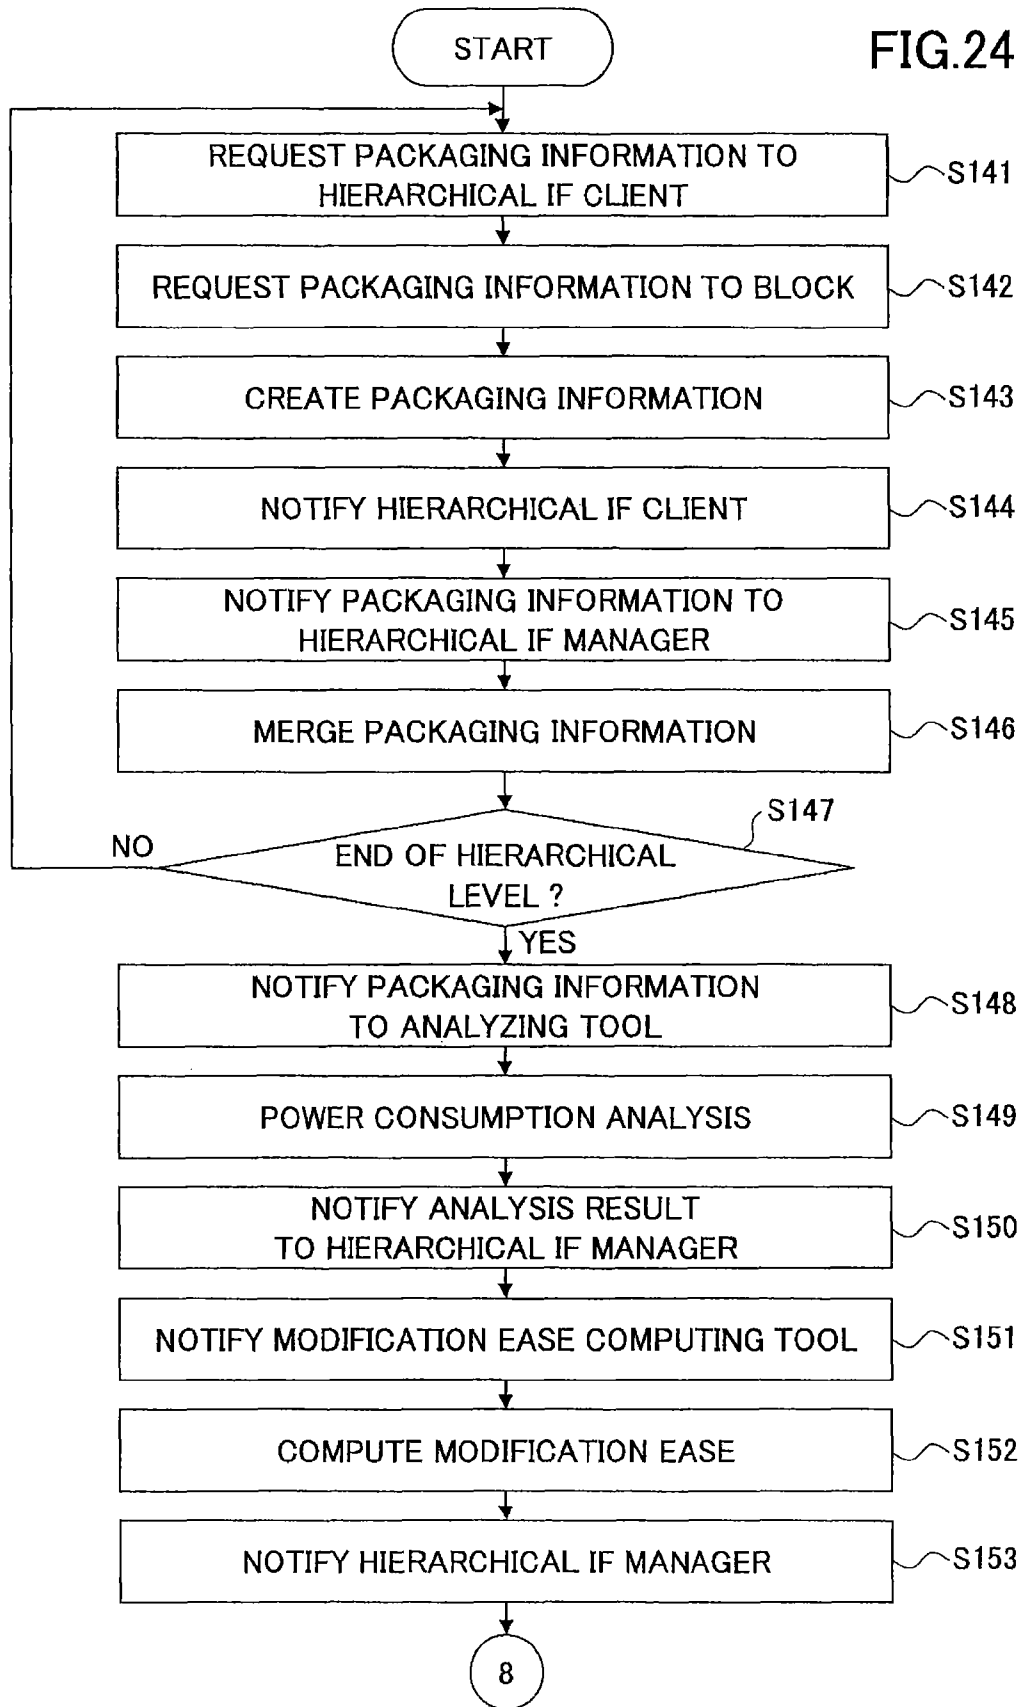 START
FIG.24
REQUEST PACKAGING INFORMATION TO
HIERARCHICAL IF CLIENT
S141
REQUEST PACKAGING INFORMATION TO BLOCK
S142
CREATE PACKAGING INFORMATION
S143
NOTIFY HIERARCHICAL IF CLIENT
S144
NOTIFY PACKAGING INFORMATION TO
HIERARCHICAL IF MANAGER
S145
MERGE PACKAGING INFORMATION
S146
S147
NO
END OF HIERARCHICAL
LEVEL ?
YES
NOTIFY PACKAGING INFORMATION
TO ANALYZING TOOL
S148
POWER CONSUMPTION ANALYSIS
S149
NOTIFY ANALYSIS RESULT
TO HIERARCHICAL IF MANAGER
S150
NOTIFY MODIFICATION EASE COMPUTING TOOL
S151
COMPUTE MODIFICATION EASE
S152
NOTIFY HIERARCHICAL IF MANAGER
S153
8